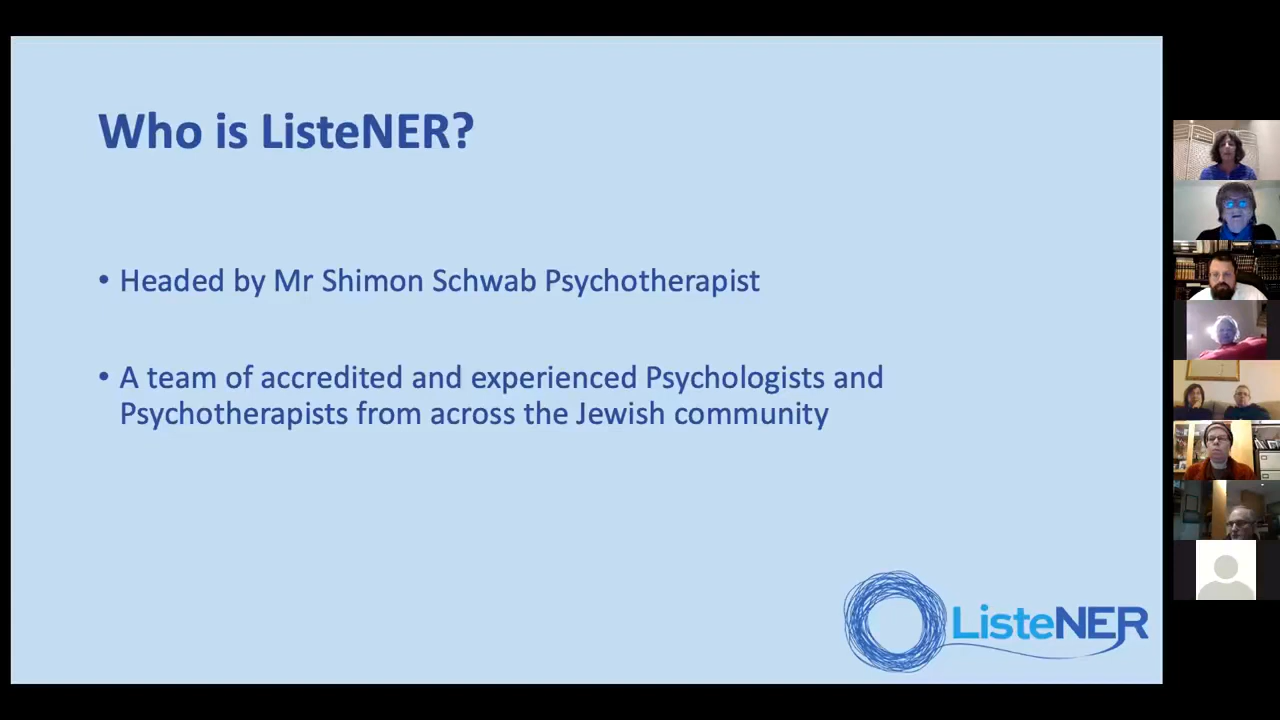 Who is ListeNER?
• Headed by Mr Shimon Schwab Psychotherapist
• A team of accredited and experienced Psychologists and
Psychotherapists from across the Jewish community
ListeNER